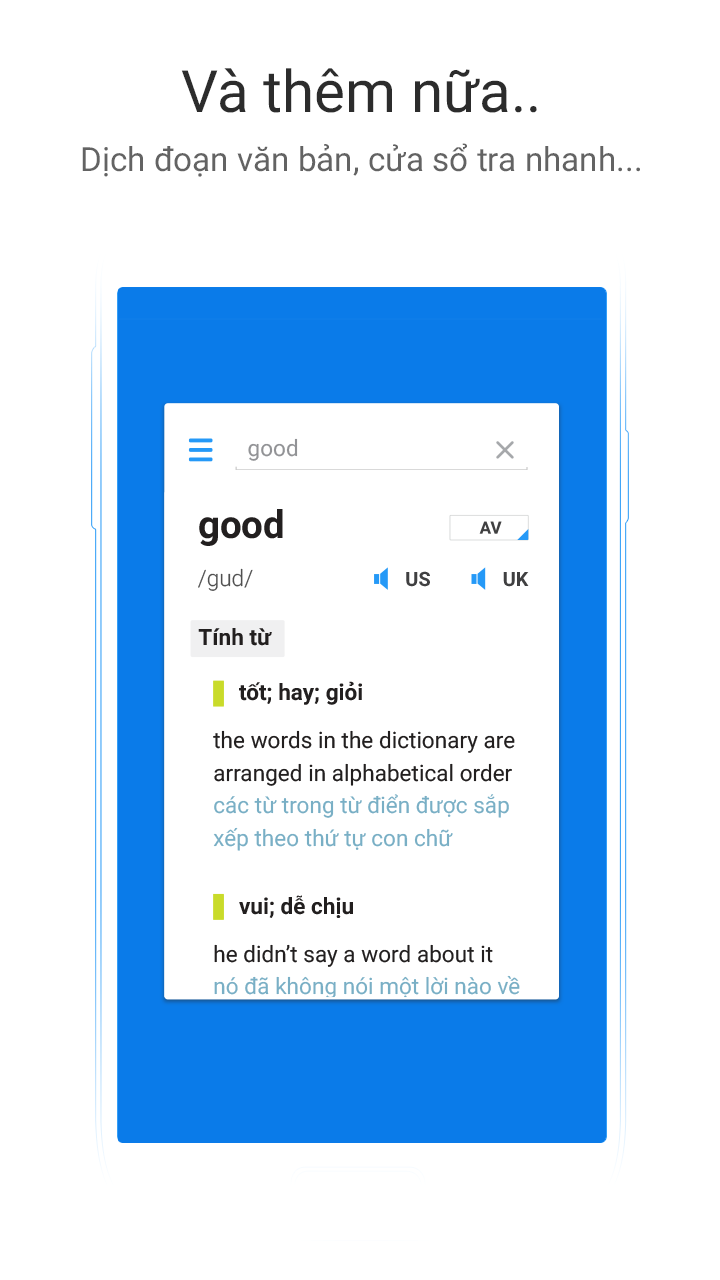 Và thêm nữa..
Dịch đoạn văn bản, cửa sổ tra nhanh...
good
good
AV
/gud/
US
UK
Tính từ
tốt; hay; giỏi
the words in the dictionary are
arranged in alphabetical order
các từ trong từ điển được sắp
xếp theo thứ tự con chữ
vui; dễ chịu
he didn’t say a word about it
nó đã không nói một lời nào về